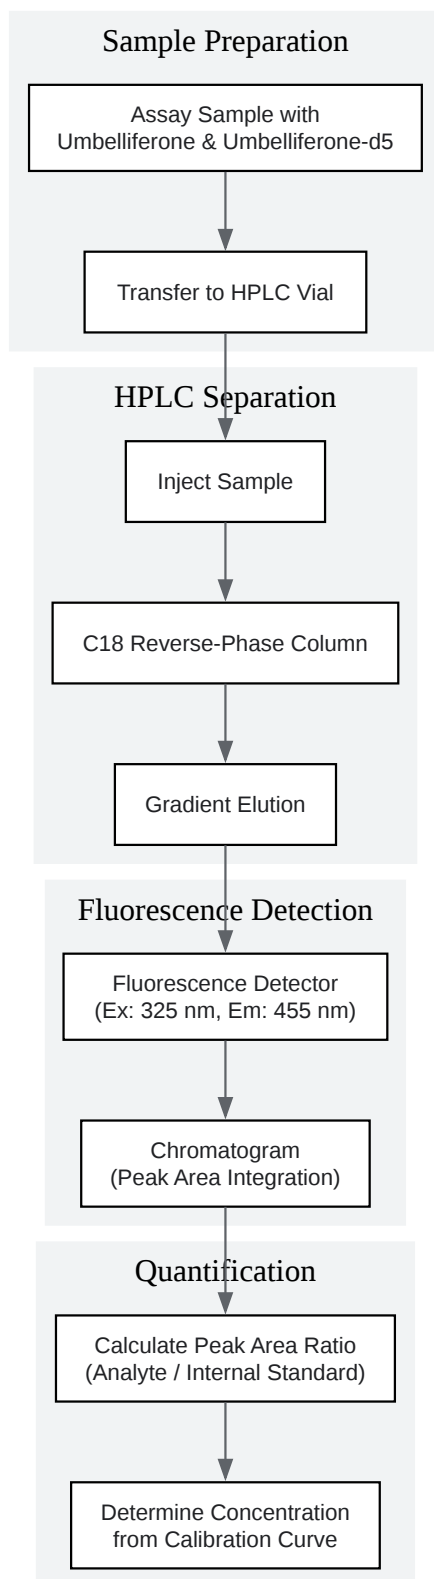 Sample Preparation
Assay Sample with
Umbelliferone & Umbelliferone-d5
Transfer to HPLC Vial
HPLC Separation
Inject Sample
C18 Reverse-Phase Column
Gradient Elution
Fluorescence Detection
Fluorescence Detector
(Ex: 325 nm, Em: 455 nm)
Chromatogram
(Peak Area Integration)
Quantification
Calculate Peak Area Ratio
(Analyte / Internal Standard)
Determine Concentration
from Calibration Curve